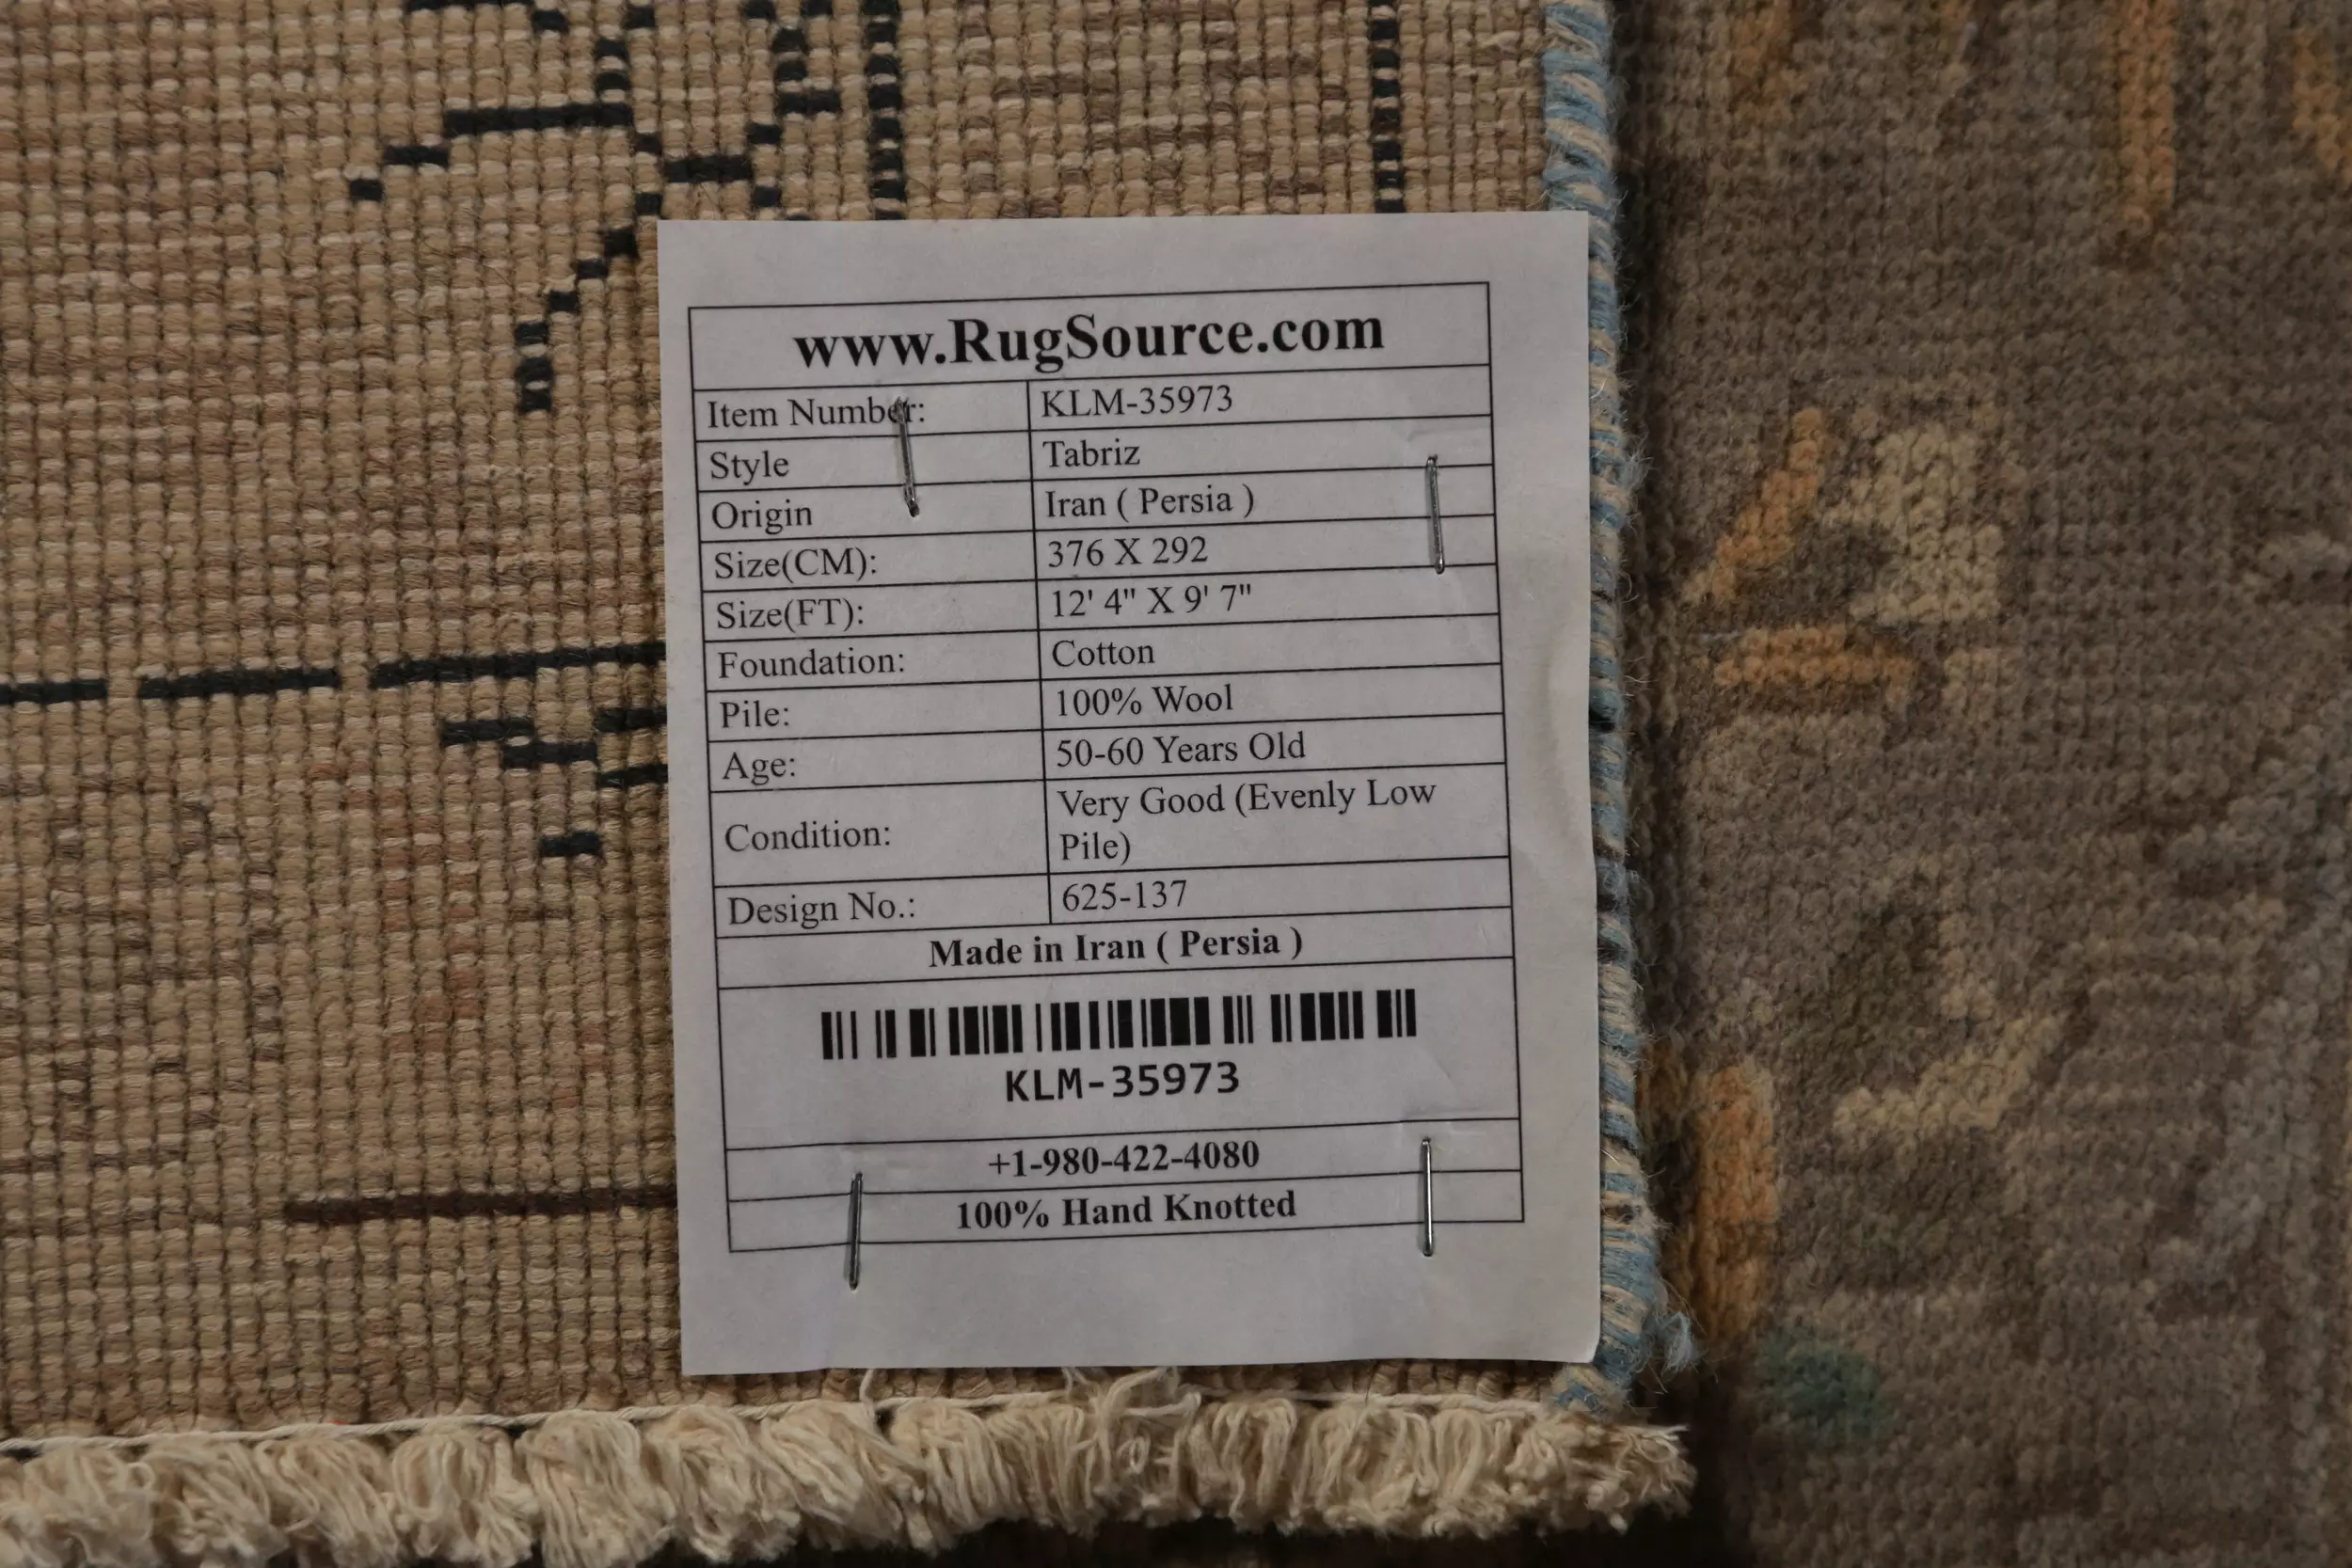 www.RugSource.com
Item Number: KLM-35973
Style Tabriz
Origin Iran ( Persia )
Size(CM): 376 X 292
Size(FT): 12' 4" X 9' 7"
Foundation: Cotton
Pile: 100% Wool
Age: 50-60 Years Old
Condition: Very Good (Evenly Low
Pile)
Design No.: 625-137
Made in Iran ( Persia )
KLM-35973
+1-980-422-4080
100% Hand Knotted